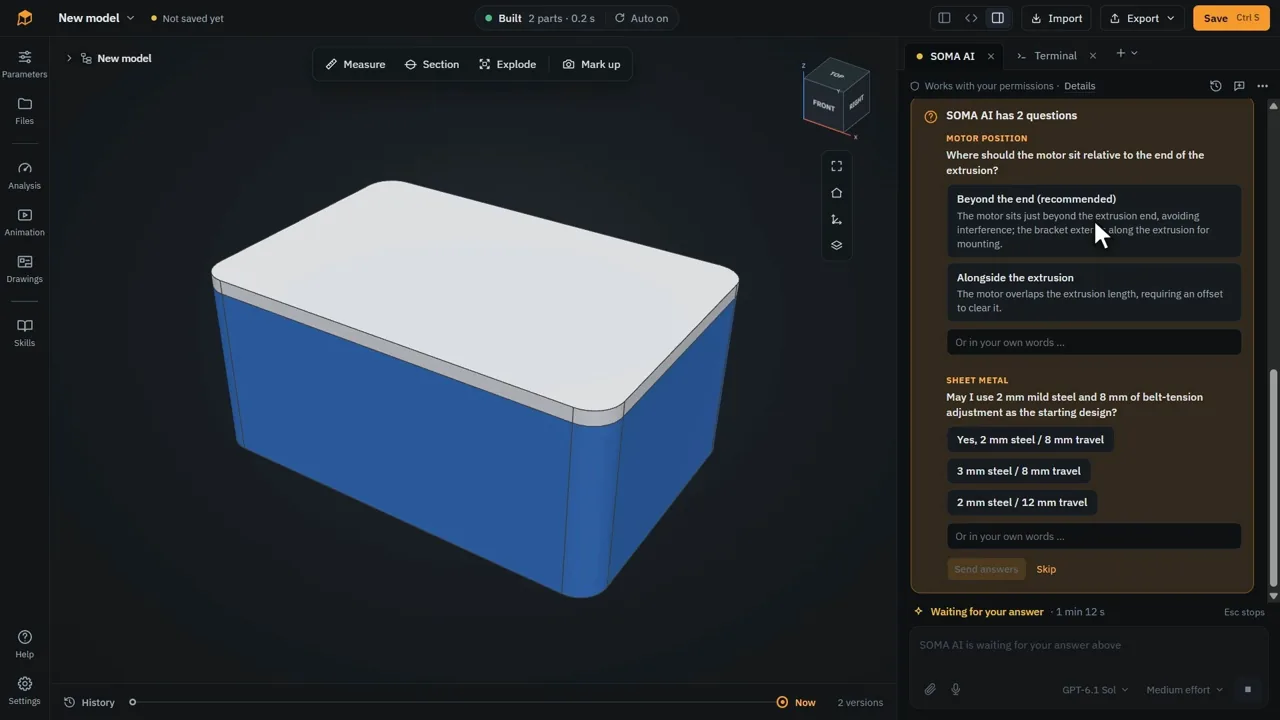 New model
Not saved yet
Built 2 parts · 0.2 s
Auto on
Import
Export
Save Ctrl S
Parameters
Files
Analysis
Animation
Drawings
Skills
Help
Settings
New model
Measure
Section
Explode
Mark up
z
TOP
FRONT
RIGHT
x
SOMA AI
Terminal
Works with your permissions · Details
SOMA AI has 2 questions
MOTOR POSITION
Where should the motor sit relative to the end of the
extrusion?
Beyond the end (recommended)
The motor sits just beyond the extrusion end, avoiding
interference; the bracket along the extrusion for
mounting.
Alongside the extrusion
The motor overlaps the extrusion length, requiring an offset
to clear it.
Or in your own words ...
SHEET METAL
May I use 2 mm mild steel and 8 mm of belt-tension
adjustment as the starting design?
Yes, 2 mm steel / 8 mm travel
3 mm steel / 8 mm travel
2 mm steel / 12 mm travel
Or in your own words ...
Send answers
Skip
Waiting for your answer · 1 min 12 s
Esc stops
SOMA AI is waiting for your answer above
GPT-6.1 Sol
Medium effort
History
Now
2 versions